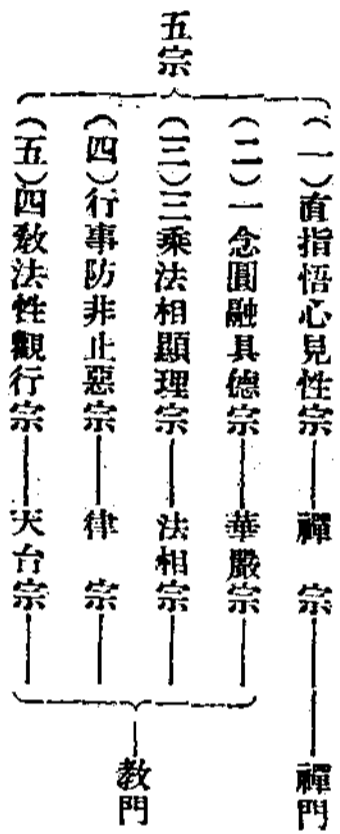 五宗
(一)直指悟心見性宗——禪宗——禪門
(二)一念圓融具德宗——華嚴宗
(三)三乘法相顯理宗——法相宗
(四)行事防非止惡宗——律宗
(五)四敎法性觀行宗——天台宗
教門